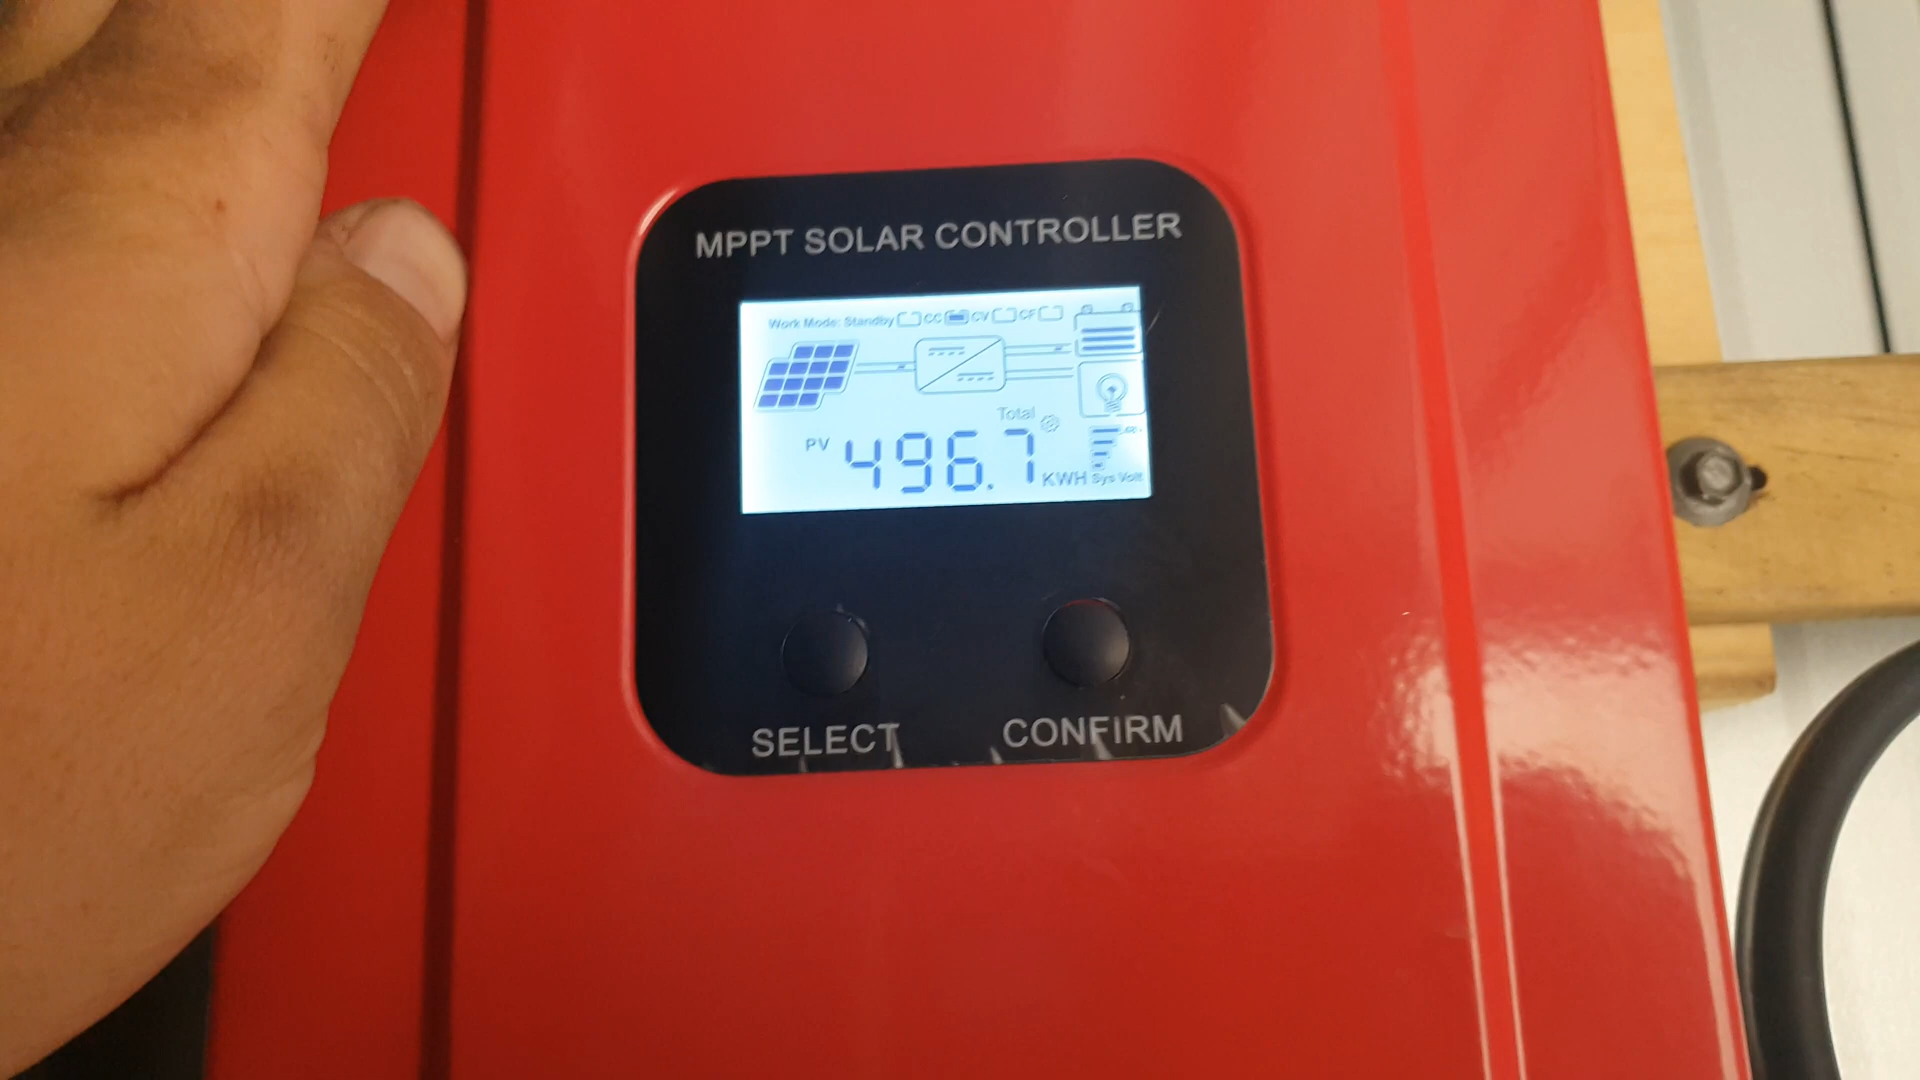 MPPT SOLAR CONTROLLER
Work Mode: Standby CC CV CF
Total
PV 496.7 KWH
Sys Volt
SELECT CONFIRM